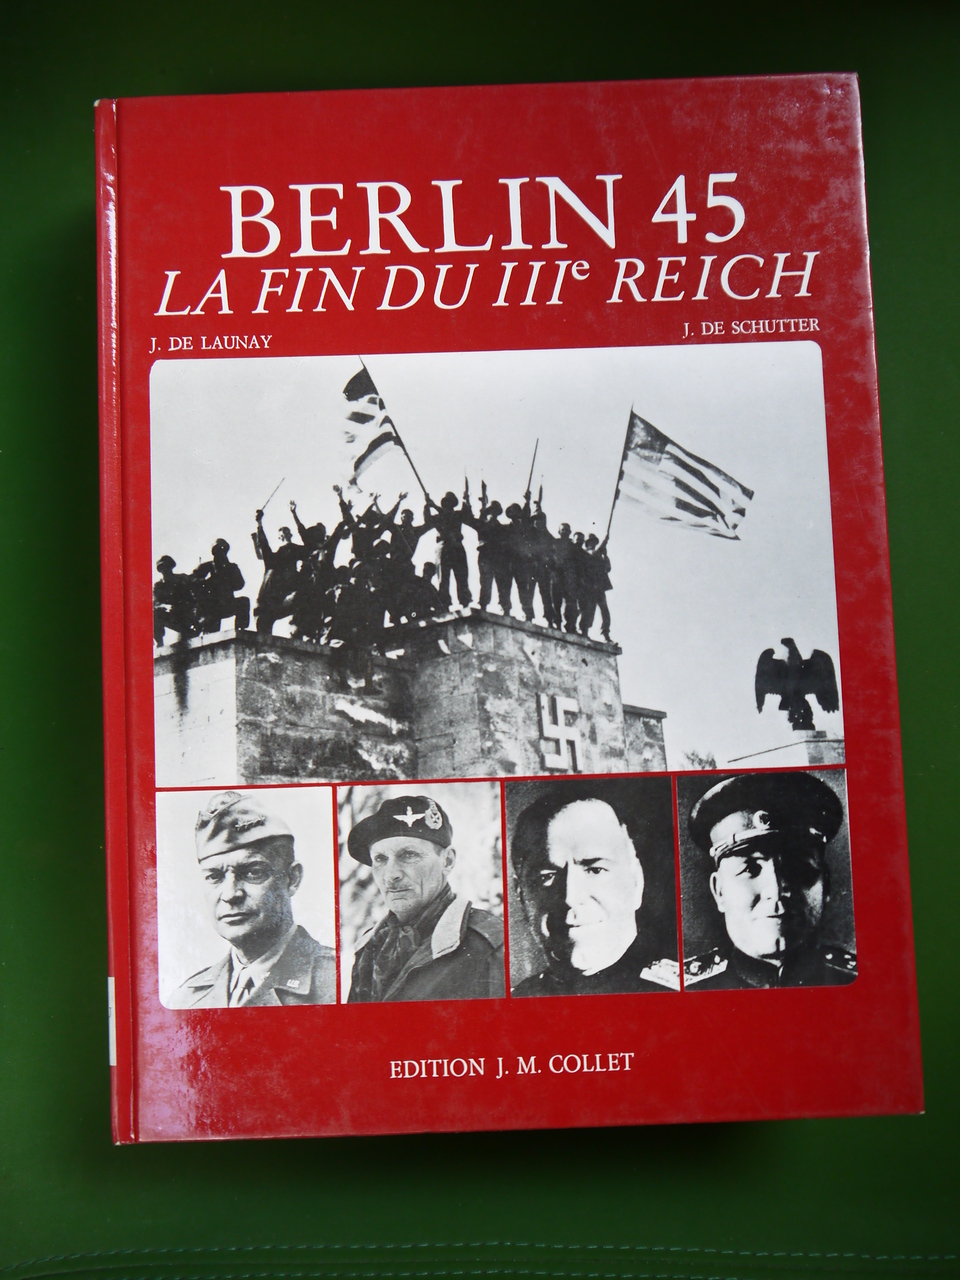 BERLIN 45
LA FIN DU IIIe REICH
J. DE LAUNAY
J. DE SCHUTTER
EDITION J. M. COLLET